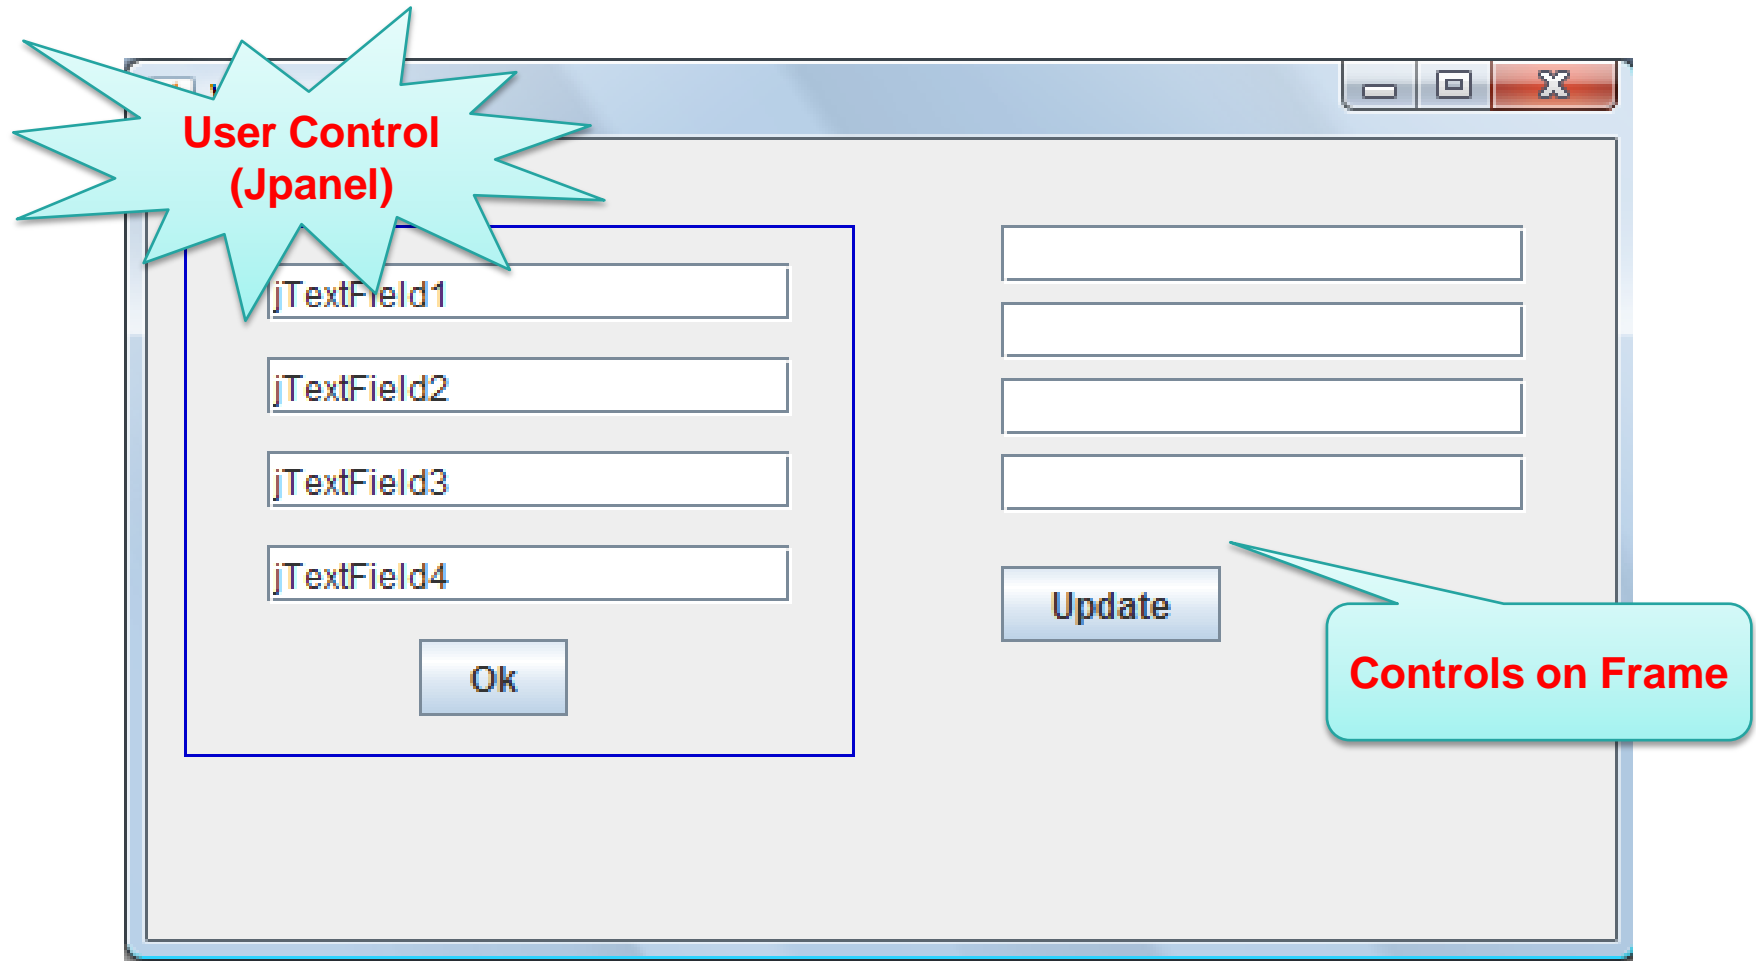 User Control
(Jpanel)
jTextField1
jTextField2
jTextField3
jTextField4
Ok
Update
Controls on Frame